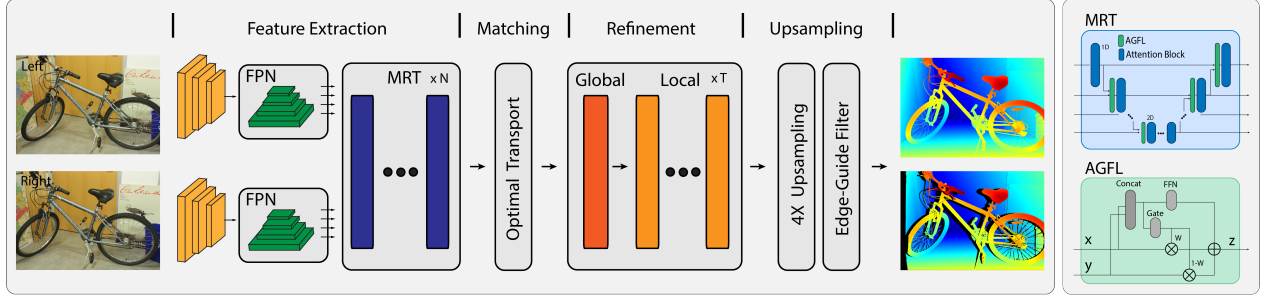 Feature Extraction
Matching
Refinement
Upsampling
Left
FPN
MRT x N
Optimal Transport
Global
Local x T
4X Upsampling
Edge-Guide Filter
Right
FPN
MRT
AGFL
Attention Block
1D
2D
AGFL
Concat
FFN
Gate
x
W
z
y
1-W